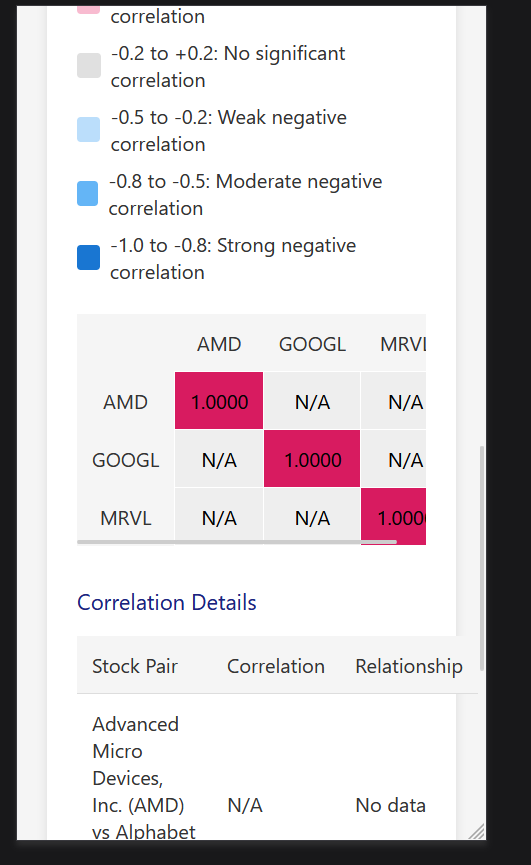 correlation
-0.2 to +0.2: No significant
correlation
-0.5 to -0.2: Weak negative
correlation
-0.8 to -0.5: Moderate negative
correlation
-1.0 to -0.8: Strong negative
correlation
AMD GOOGL MRVL
AMD 1.0000 N/A N/A
GOOGL N/A 1.0000 N/A
MRVL N/A N/A 1.0000
Correlation Details
Stock Pair Correlation Relationship
Advanced
Micro
Devices,
Inc. (AMD) N/A No data
vs Alphabet